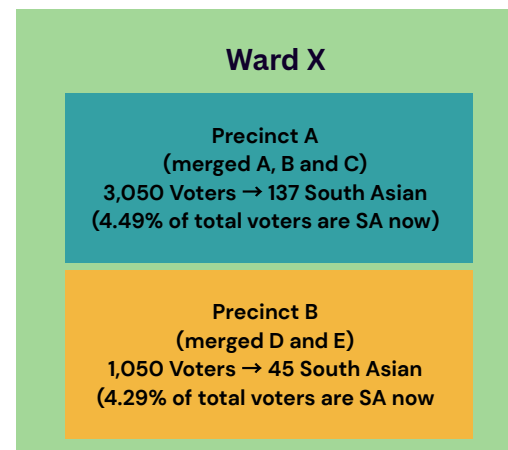 Ward X
Precinct A
(merged A, B and C)
3,050 Voters → 137 South Asian
(4.49% of total voters are SA now)
Precinct B
(merged D and E)
1,050 Voters → 45 South Asian
(4.29% of total voters are SA now